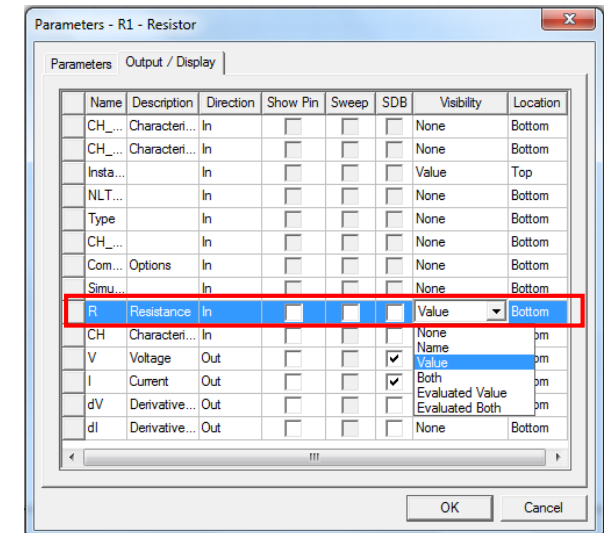 Parameters - R1 - Resistor
Parameters Output / Display
Name Description Direction Show Pin Sweep SDB Visibility Location
CH_... Characteri... In None Bottom
CH_... Characteri... In None Bottom
Insta... In Value Top
NLT... In None Bottom
Type In None Bottom
CH_... In None Bottom
Com... Options In None Bottom
Simu... In None Bottom
R Resistance In Value Bottom
CH Characteri... In None om
V Voltage Out Name
Value om
I Current Out Both
Evaluated Value
dV Derivative... Out Evaluated Both om
dI Derivative... Out None Bottom
OK Cancel